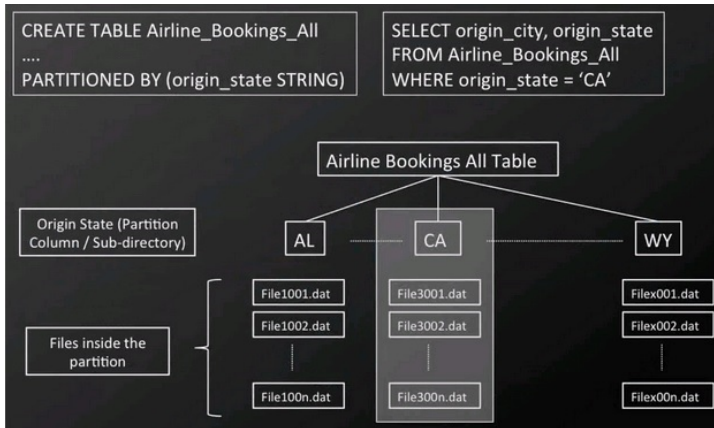 CREATE TABLE Airline_Bookings_All
....
PARTITIONED BY (origin_state STRING)
SELECT origin_city, origin_state
FROM Airline_Bookings_All
WHERE origin_state = ‘CA’
Airline Bookings All Table
Origin State (Partition
Column / Sub-directory)
AL
CA
WY
File1001.dat
File3001.dat
Filex001.dat
File1002.dat
File3002.dat
Filex002.dat
Files inside the
partition
File100n.dat
File300n.dat
Filex00n.dat